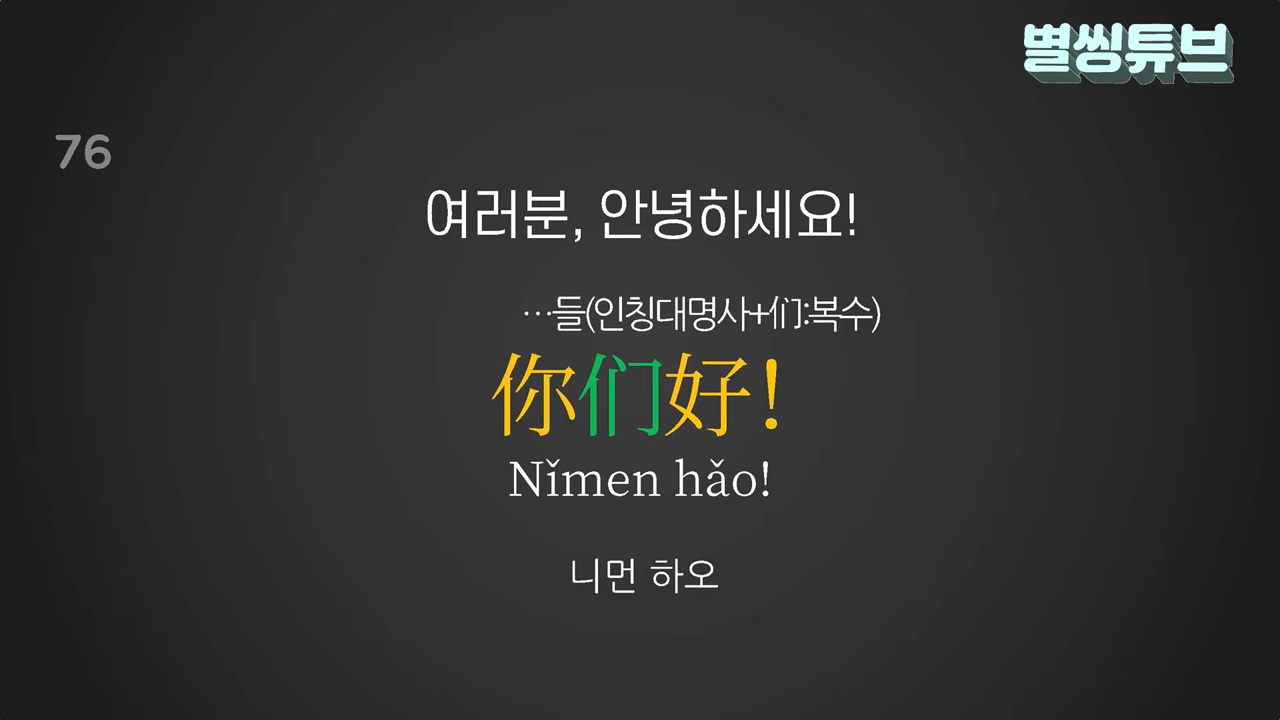 별씽튜브
76
여러분, 안녕하세요!
…들(인칭대명사+们:복수)
你们好!
Nǐmen hǎo!
니먼 하오